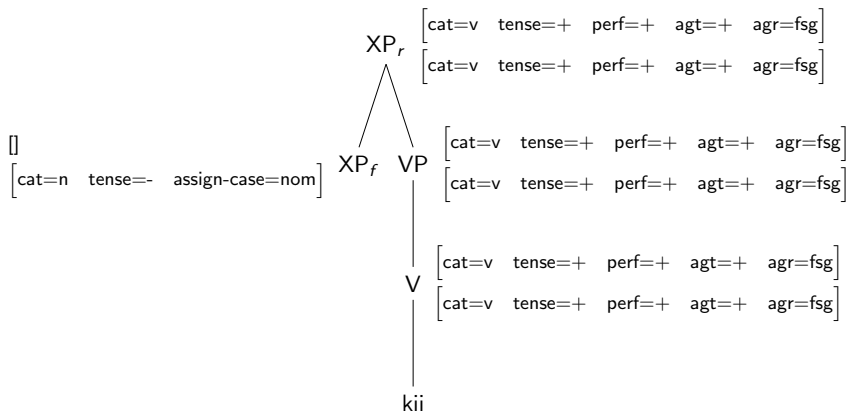 [cat=v tense=+ perf=+ agt=+ agr=fsg]
XP_r
[cat=v tense=+ perf=+ agt=+ agr=fsg]
[]
[cat=v tense=+ perf=+ agt=+ agr=fsg]
[cat=n tense=- assign-case=nom] XP_f VP
[cat=v tense=+ perf=+ agt=+ agr=fsg]
[cat=v tense=+ perf=+ agt=+ agr=fsg]
V
[cat=v tense=+ perf=+ agt=+ agr=fsg]
kii